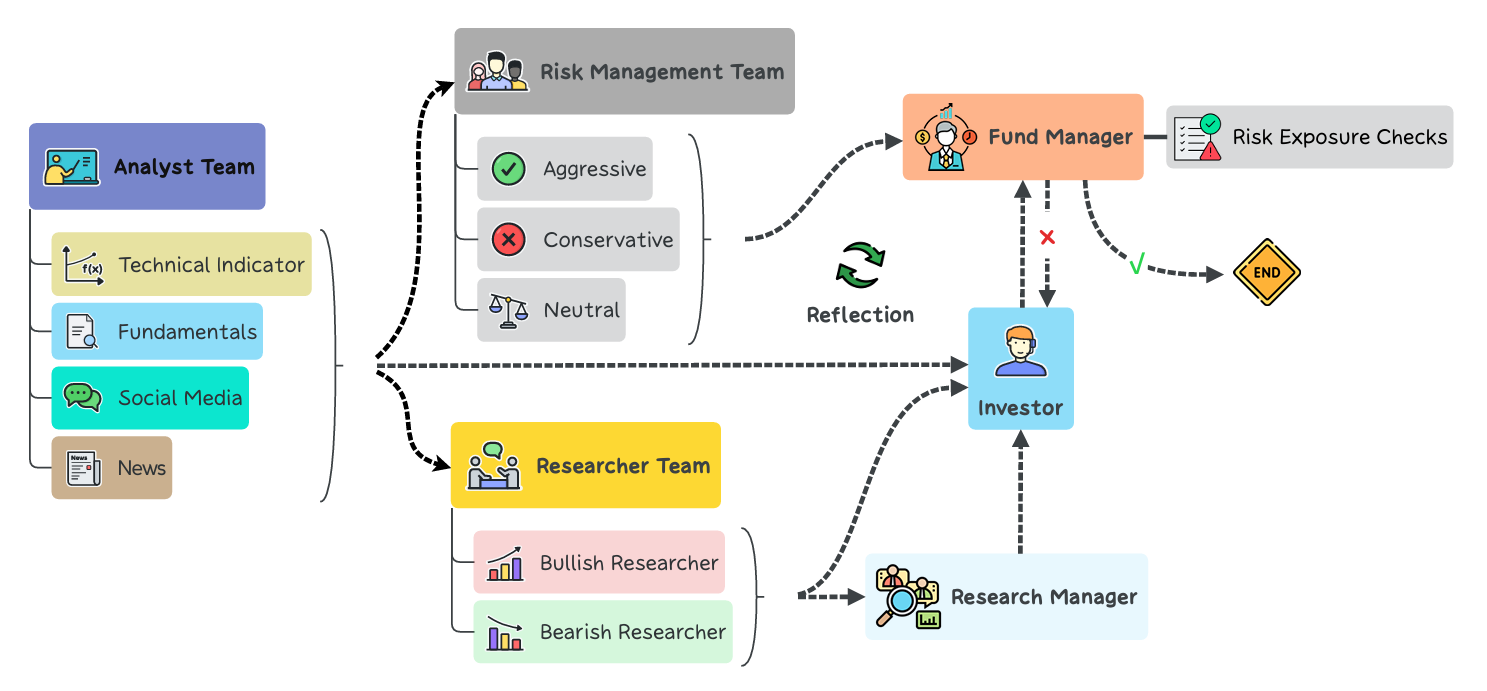 Analyst Team
f(x)
Technical Indicator
Fundamentals
Social Media
News
News
Risk Management Team
Aggressive
Conservative
Neutral
Researcher Team
Bullish Researcher
Bearish Researcher
Reflection
Fund Manager
Risk Exposure Checks
END
Investor
Research Manager